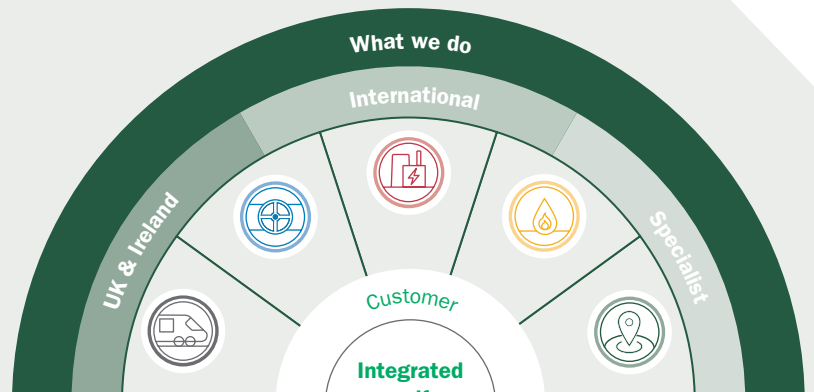 What we do
International
UK & Ireland
Specialist
Customer
Integrated